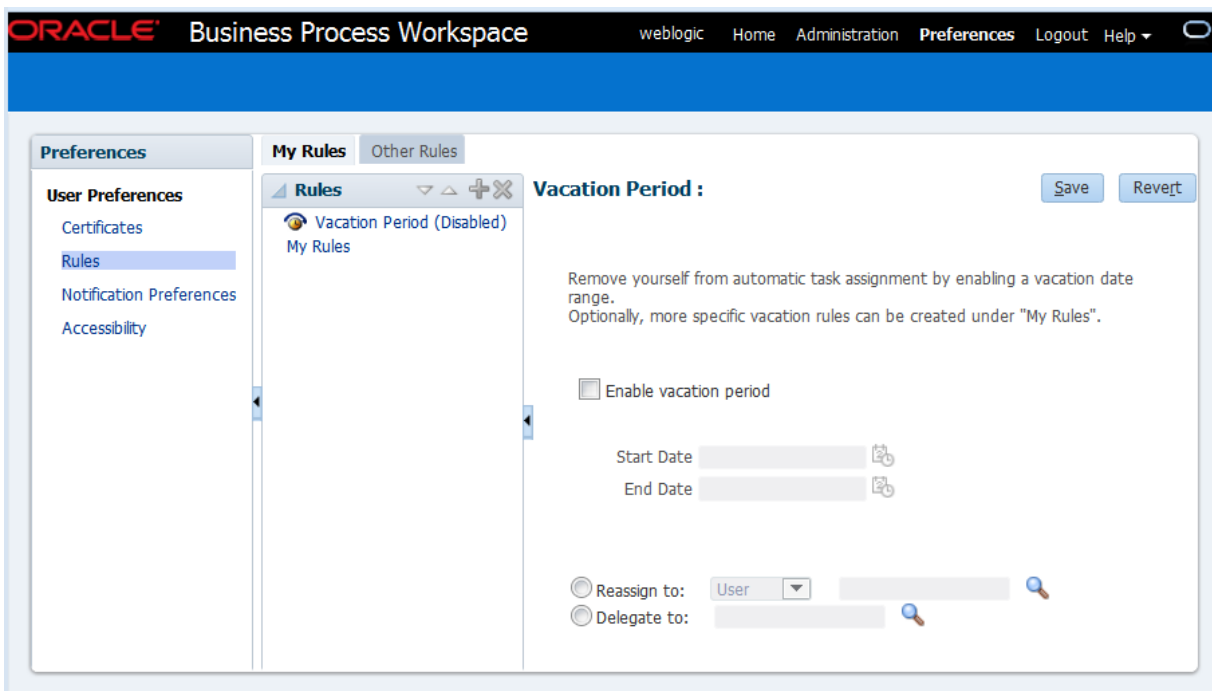 ORACLE Business Process Workspace weblogic Home Administration Preferences Logout Help
Preferences
User Preferences
Certificates
Rules
Notification Preferences
Accessibility
My Rules Other Rules
Rules
Vacation Period (Disabled)
My Rules
Vacation Period : Save Revert
Remove yourself from automatic task assignment by enabling a vacation date
range.
Optionally, more specific vacation rules can be created under "My Rules".
Enable vacation period
Start Date
End Date
Reassign to: User
Delegate to: